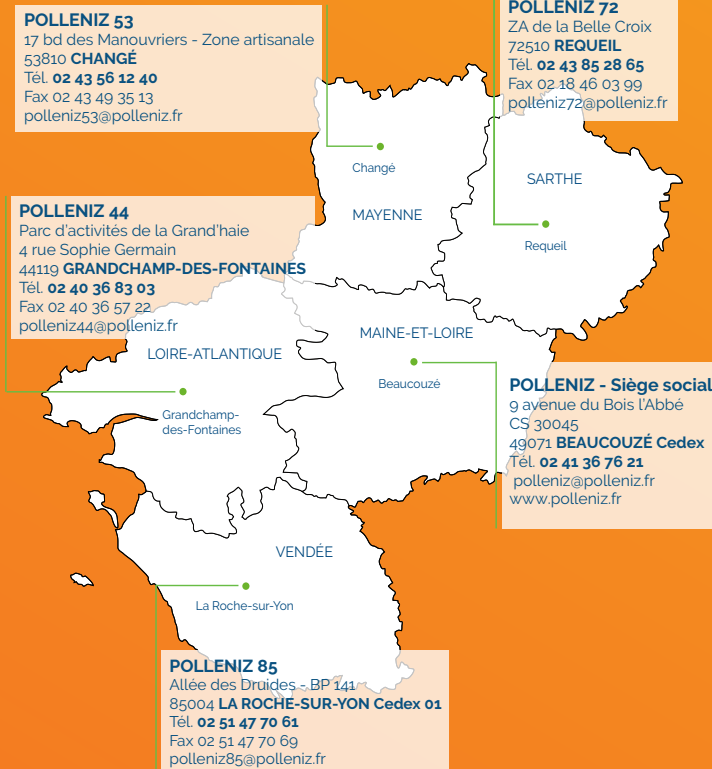 POLLENIZ 53
17 bd des Manouvriers - Zone artisanale
53810 CHANGÉ
Tél. 02 43 56 12 40
Fax 02 43 49 35 13
polleniz53@polleniz.fr
POLLENIZ 72
ZA de la Belle Croix
72510 REQUEIL
Tél. 02 43 85 28 65
Fax 02 18 46 03 99
polleniz72@polleniz.fr
Changé
MAYENNE
SARTHE
Requeil
POLLENIZ 44
Parc d'activités de la Grand'haie
4 rue Sophie Germain
44119 GRANDCHAMP-DES-FONTAINES
Tél. 02 40 36 83 03
Fax 02 40 36 57 22
polleniz44@polleniz.fr
LOIRE-ATLANTIQUE
Grandchamp-
des-Fontaines
MAINE-ET-LOIRE
Beaucouzé
POLLENIZ - Siège social
9 avenue du Bois l'Abbé
CS 30045
49071 BEAUCOUZÉ Cedex
Tél. 02 41 36 76 21
polleniz@polleniz.fr
www.polleniz.fr
VENDÉE
La Roche-sur-Yon
POLLENIZ 85
Allée des Druides - BP 141
85004 LA ROCHE-SUR-YON Cedex 01
Tél. 02 51 47 70 61
Fax 02 51 47 70 69
polleniz85@polleniz.fr